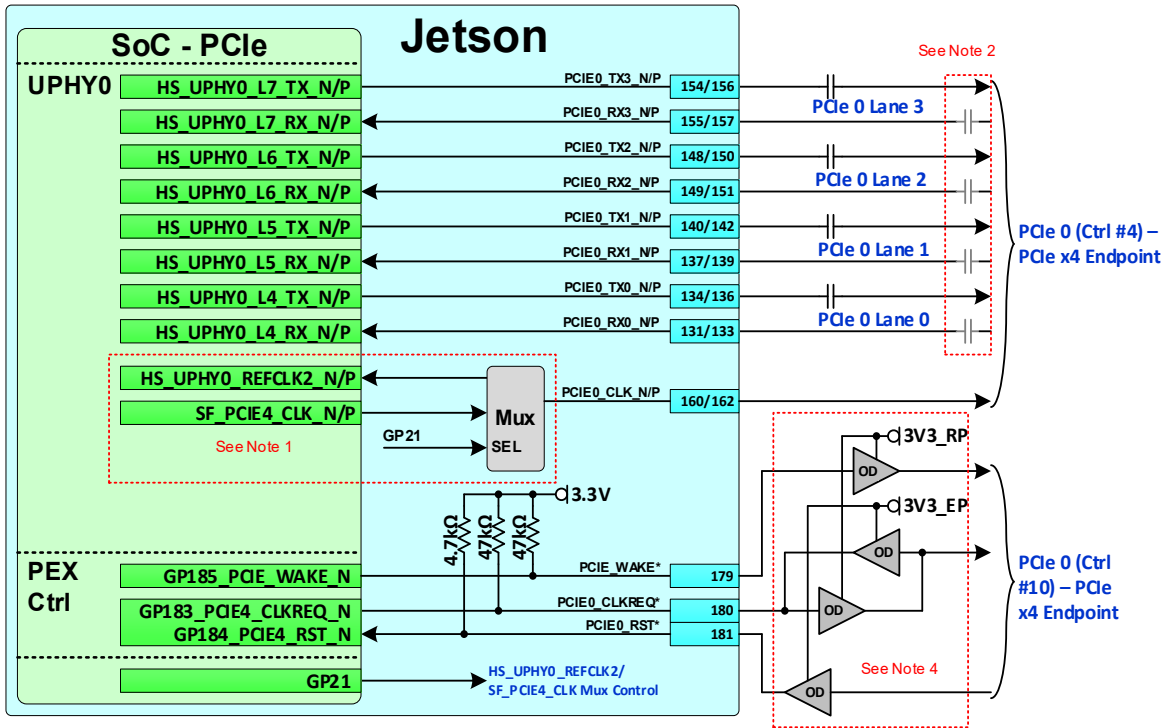 Jetson
SoC - PCIe
See Note 2
UPHY0
HS_UPHY0_L7_TX_N/P
PCIE0_TX3_N/P
154/156
PCIe 0 Lane 3
HS_UPHY0_L7_RX_N/P
PCIE0_RX3_N/P
155/157
HS_UPHY0_L6_TX_N/P
PCIE0_TX2_N/P
148/150
PCIe 0 Lane 2
HS_UPHY0_L6_RX_N/P
PCIE0_RX2_N/P
149/151
HS_UPHY0_L5_TX_N/P
PCIE0_TX1_N/P
140/142
PCIe 0 Lane 1
HS_UPHY0_L5_RX_N/P
PCIE0_RX1_N/P
137/139
HS_UPHY0_L4_TX_N/P
PCIE0_TX0_N/P
134/136
PCIe 0 Lane 0
HS_UPHY0_L4_RX_N/P
PCIE0_RX0_N/P
131/133
PCIe 0 (Ctrl #4) –
PCIe x4 Endpoint
HS_UPHY0_REFCLK2_N/P
SF_PCIE4_CLK_N/P
PCIE0_CLK_N/P
160/162
Mux
SEL
GP21
See Note 1
3V3_RP
OD
3V3_EP
OD
OD
OD
See Note 4
3.3V
4.7kΩ
47kΩ
47kΩ
PEX
Ctrl
GP185_PCIE_WAKE_N
PCIE_WAKE*
179
GP183_PCIE4_CLKREQ_N
PCIE0_CLKREQ*
180
GP184_PCIE4_RST_N
PCIE0_RST*
181
PCIe 0 (Ctrl
#10) – PCIe
x4 Endpoint
GP21
HS_UPHY0_REFCLK2/
SF_PCIE4_CLK Mux Control